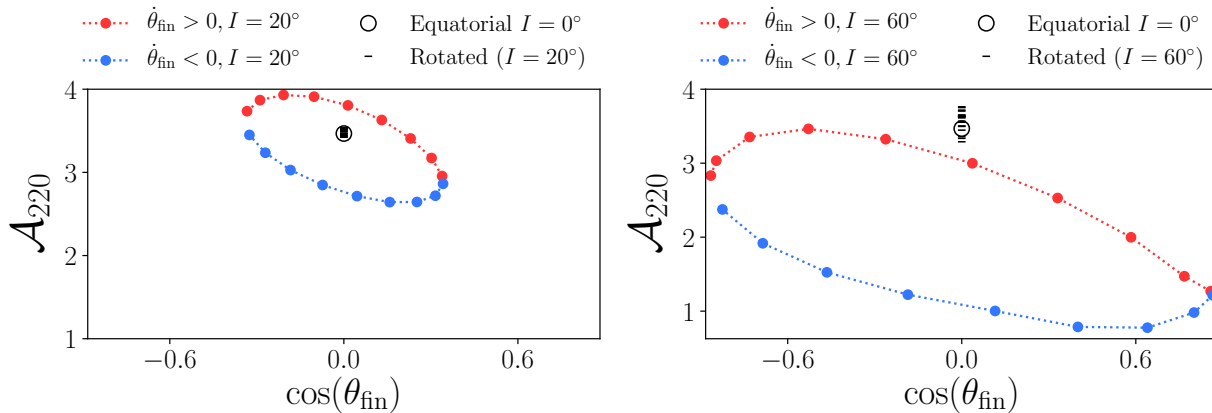 θ̇_fin > 0, I = 20°
θ̇_fin < 0, I = 20°
Equatorial I = 0°
Rotated (I = 20°)
4
3
2
1
𝒜₂₂₀
−0.6
0.0
0.6
cos(θ_fin)
θ̇_fin > 0, I = 60°
θ̇_fin < 0, I = 60°
Equatorial I = 0°
Rotated (I = 60°)
4
3
2
1
𝒜₂₂₀
−0.6
0.0
0.6
cos(θ_fin)